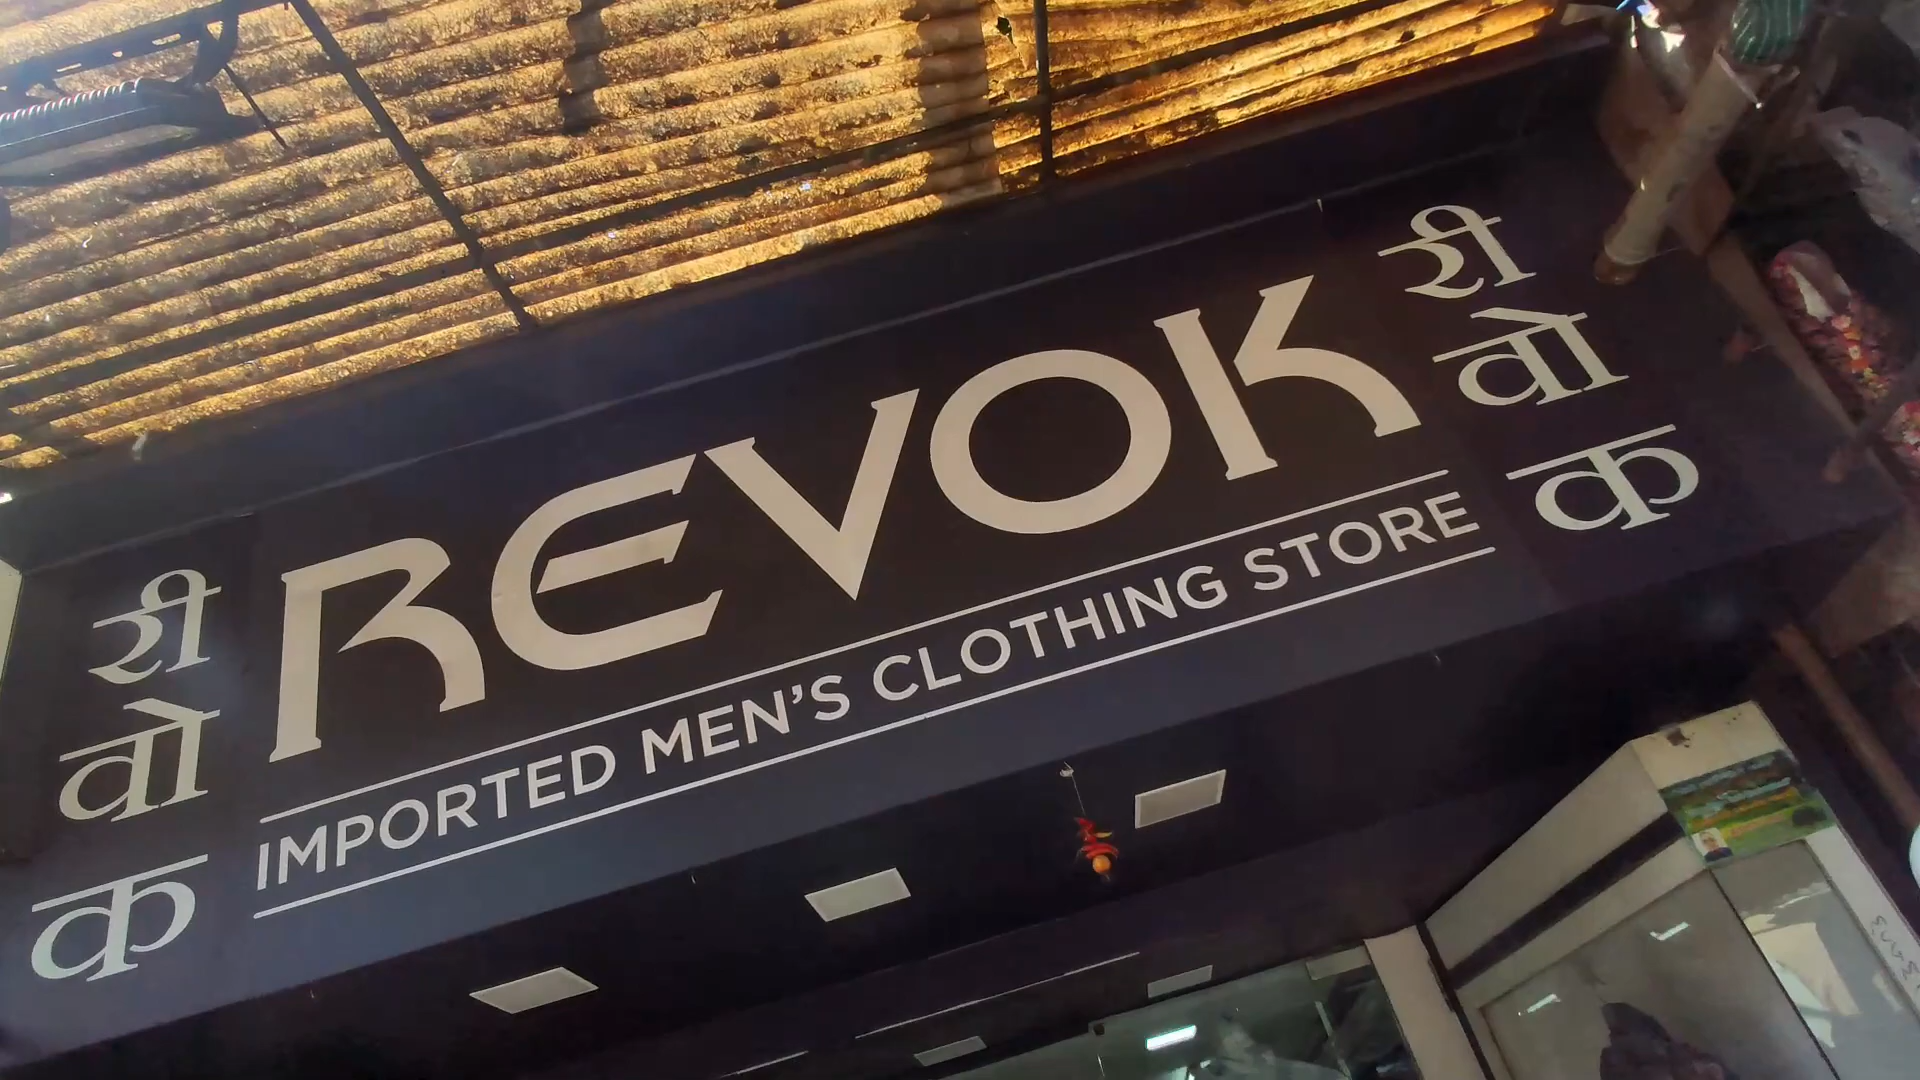 री
वो
क
REVOK
IMPORTED MEN'S CLOTHING STORE
री
वो
क